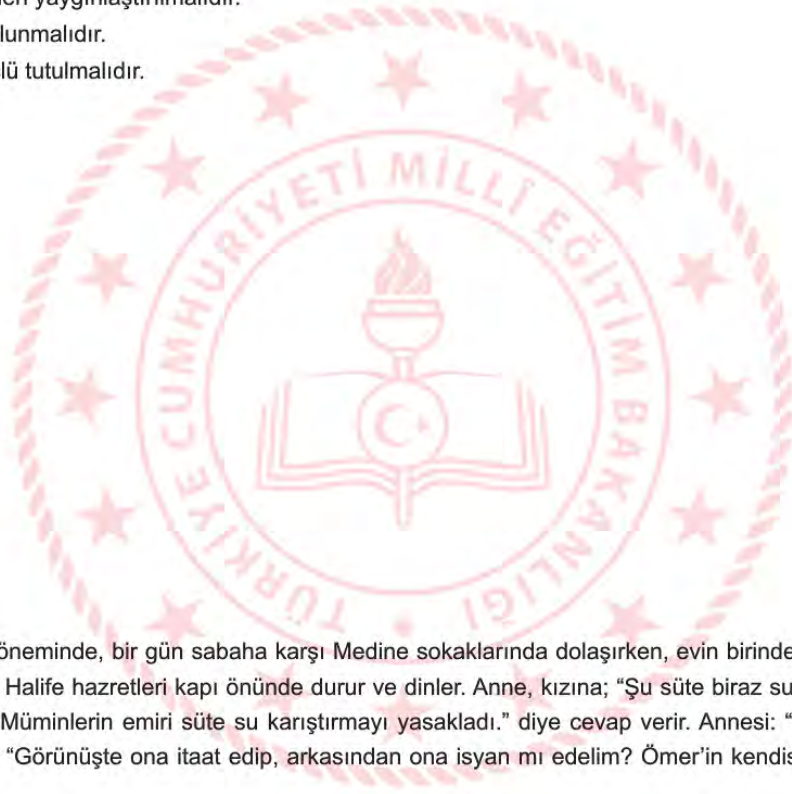 yaygınlaştırılmalıdır.
lunmalıdır.
lü tutulmalıdır.
TÜRKİYE CUMHURİYETİ MİLLÎ EĞİTİM BAKANLIĞI
öneminde, bir gün sabaha karşı Medine sokaklarında dolaşırken, evin birinde
Halife hazretleri kapı önünde durur ve dinler. Anne, kızına; “Şu süte biraz su
Müminlerin emiri süte su karıştırmayı yasakladı.” diye cevap verir. Annesi: “
“Görünüşte ona itaat edip, arkasından ona isyan mı edelim? Ömer’in kendis